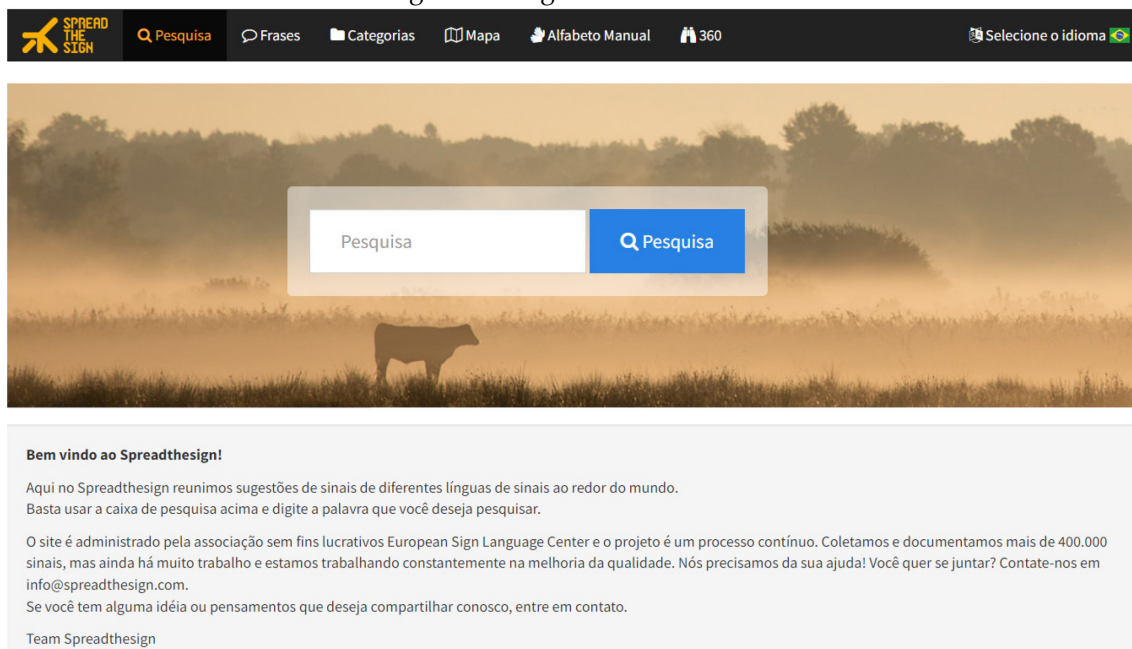 SPREAD
THE
SIGN
Pesquisa
Frases
Categorias
Mapa
Alfabeto Manual
360
Selecione o idioma
Pesquisa
Pesquisa
Bem vindo ao Spreadthesign!
Aqui no Spreadthesign reunimos sugestões de sinais de diferentes línguas de sinais ao redor do mundo.
Basta usar a caixa de pesquisa acima e digite a palavra que você deseja pesquisar.
O site é administrado pela associação sem fins lucrativos European Sign Language Center e o projeto é um processo contínuo. Coletamos e documentamos mais de 400.000
sinais, mas ainda há muito trabalho e estamos trabalhando constantemente na melhoria da qualidade. Nós precisamos da sua ajuda! Você quer se juntar? Contate-nos em
info@spreadthesign.com.
Se você tem alguma idéia ou pensamentos que deseja compartilhar conosco, entre em contato.
Team Spreadthesign